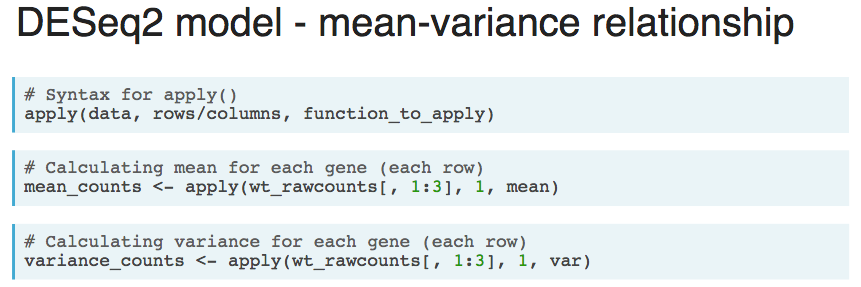 DESeq2 model - mean-variance relationship
# Syntax for apply()
apply(data, rows/columns, function_to_apply)
# Calculating mean for each gene (each row)
mean_counts <- apply(wt_rawcounts[, 1:3], 1, mean)
# Calculating variance for each gene (each row)
variance_counts <- apply(wt_rawcounts[, 1:3], 1, var)